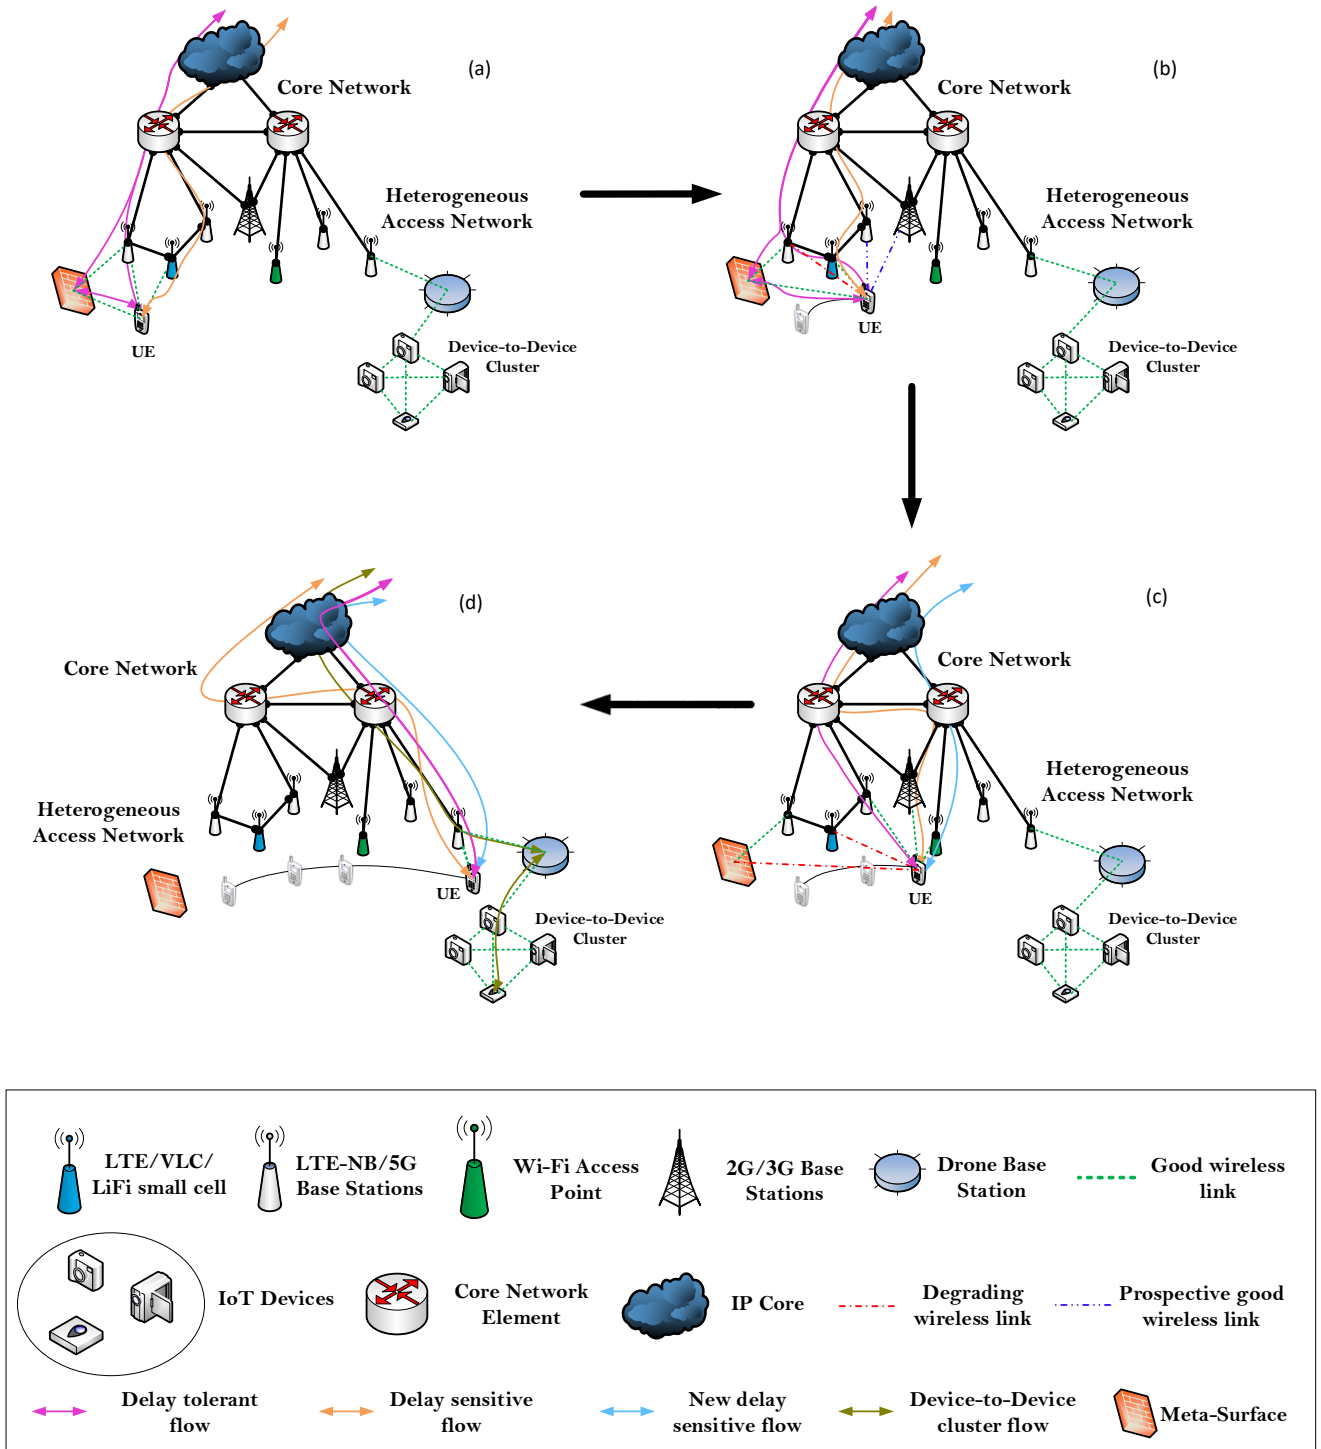 (a)
Core Network
Heterogeneous
Access Network
UE
Device-to-Device
Cluster
(b)
Core Network
Heterogeneous
Access Network
UE
Device-to-Device
Cluster
(d)
Core Network
Heterogeneous
Access Network
UE
Device-to-Device
Cluster
(c)
Core Network
Heterogeneous
Access Network
UE
Device-to-Device
Cluster
LTE/VLC/
LiFi small cell
LTE-NB/5G
Base Stations
Wi-Fi Access
Point
2G/3G Base
Stations
Drone Base
Station
Good wireless
link
IoT Devices
Core Network
Element
IP Core
Degrading
wireless link
Prospective good
wireless link
Delay tolerant
flow
Delay sensitive
flow
New delay
sensitive flow
Device-to-Device
cluster flow
Meta-Surface